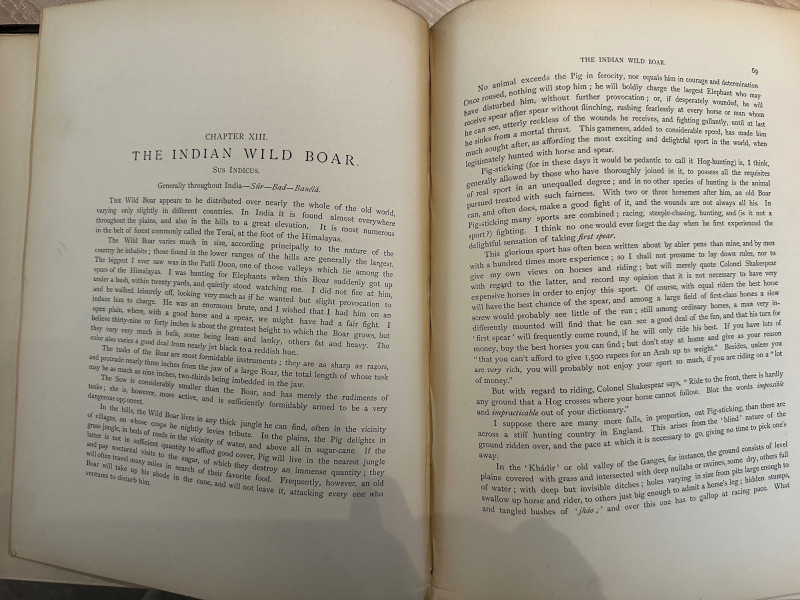 CHAPTER XIII.
THE INDIAN WILD BOAR.
SUS INDICUS.
Generally throughout India—Sūr—Bad—Banēlā.
THE Wild Boar appears to be distributed over nearly the whole of the old world,
varying only slightly in different countries. In India it is found almost everywhere
throughout the plains, and also in the hills to a great elevation. It is most numerous
in the belt of forest commonly called the Terai, at the foot of the Himalayas.
The Wild Boar varies much in size, according principally to the nature of the
country he inhabits; those found in the lower ranges of the hills are generally the largest.
The biggest I ever saw was in the Patlī Doon, one of those valleys which lie among the
spurs of the Himalayas. I was hunting for Elephants when this Boar suddenly got up
under a bush, within twenty yards, and quietly stood watching me. I did not fire at him,
and he walked leisurely off, looking very much as if he wanted but slight provocation to
induce him to charge. He was an enormous brute, and I wished that I had him on an
open plain, where, with a good horse and a spear, we might have had a fair fight. I
believe thirty-nine or forty inches is about the greatest height to which the Boar grows, but
they vary very much in bulk, some being lean and lanky, others fat and heavy. The
color also varies a good deal from nearly jet black to a reddish hue.
The tusks of the Boar are most formidable instruments; they are as sharp as razors,
and protrude nearly three inches from the jaw of a large Boar, the total length of whose tusk
may be as much as nine inches, two-thirds being imbedded in the jaw.
The Sow is considerably smaller than the Boar, and has merely the rudiments of
tusks; she is, however, more active, and is sufficiently formidably armed to be a very
dangerous opponent.
In the hills, the Wild Boar lives in any thick jungle he can find, often in the vicinity
of villages, on whose crops he nightly levies tribute. In the plains, the Pig delights in
grass jungle, in beds of reeds in the vicinity of water, and above all in sugar-cane. If the
latter is not in sufficient quantity to afford good cover, Pig will live in the nearest jungle
and pay nocturnal visits to the sugar, of which they destroy an immense quantity; they
will often travel many miles in search of their favorite food. Frequently, however, an old
Boar will take up his abode in the cane, and will not leave it, attacking every one who
ventures to disturb him.
THE INDIAN WILD BOAR.
69
No animal exceeds the Pig in ferocity, nor equals him in courage and determination
Once roused, nothing will stop him; he will boldly charge the largest Elephant who may
have disturbed him, without further provocation; or, if desperately wounded, he will
receive spear after spear without flinching, rushing fearlessly at every horse or man whom
he can see, utterly reckless of the wounds he receives, and fighting gallantly, until at last
he sinks from a mortal thrust. This gameness, added to considerable speed, has made him
much sought after, as affording the most exciting and delightful sport in the world, when
legitimately hunted with horse and spear.
Pig-sticking (for in these days it would be pedantic to call it Hog-hunting) is, I think,
generally allowed by those who have thoroughly joined in it, to possess all the requisites
of real sport in an unequalled degree; and in no other species of hunting is the animal
pursued treated with such fairness. With two or three horsemen after him, an old Boar
can, and often does, make a good fight of it, and the wounds are not always all his. In
Pig-sticking many sports are combined; racing, steeple-chasing, hunting, and (is it not a
sport?) fighting. I think no one would ever forget the day when he first experienced the
delightful sensation of taking first spear.
This glorious sport has often been written about by abler pens than mine, and by men
with a hundred times more experience; so I shall not presume to lay down rules, nor to
give my own views on horses and riding; but will merely quote Colonel Shakespear
with regard to the latter, and record my opinion that it is not necessary to have very
expensive horses in order to enjoy this sport. Of course, with equal riders the best horse
will have the best chance of the spear, and among a large field of first-class horses a slow
screw would probably see little of the run; still among ordinary horses, a man very in-
differently mounted will find that he can see a good deal of the fun, and that his turn for
'first spear' will frequently come round, if he will only ride his best. If you have lots of
money, buy the best horses you can find; but don't stay at home and give as your reason
"that you can't afford to give 1,500 rupees for an Arab up to weight." Besides, unless you
are very rich, you will probably not enjoy your sport so much, if you are riding on a "lot
of money."
But with regard to riding, Colonel Shakespear says, "Ride to the front, there is hardly
any ground that a Hog crosses where your horse cannot follow. Blot the words impossible
and impracticable out of your dictionary."
I suppose there are many more falls, in proportion, out Pig-sticking, than there are
across a stiff hunting country in England. This arises from the 'blind' nature of the
ground ridden over, and the pace at which it is necessary to go, giving no time to pick one's
away.
In the 'Khādir' or old valley of the Ganges, for instance, the ground consists of level
plains covered with grass and intersected with deep nullahs or ravines, some dry, others full
of water; with deep but invisible ditches; holes varying in size from pits large enough to
swallow up horse and rider, to others just big enough to admit a horse's leg; hidden stumps,
and tangled bushes of 'jhāo;' and over this one has to gallop at racing pace. What